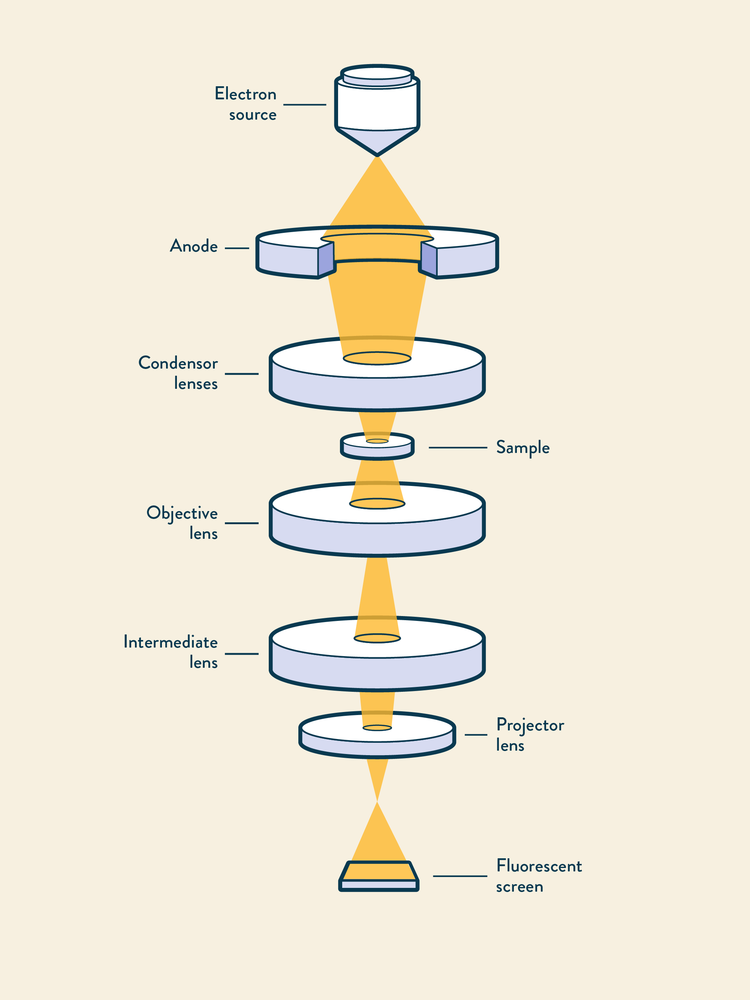 Electron
source
Anode
Condensor
lenses
Sample
Objective
lens
Intermediate
lens
Projector
lens
Fluorescent
screen